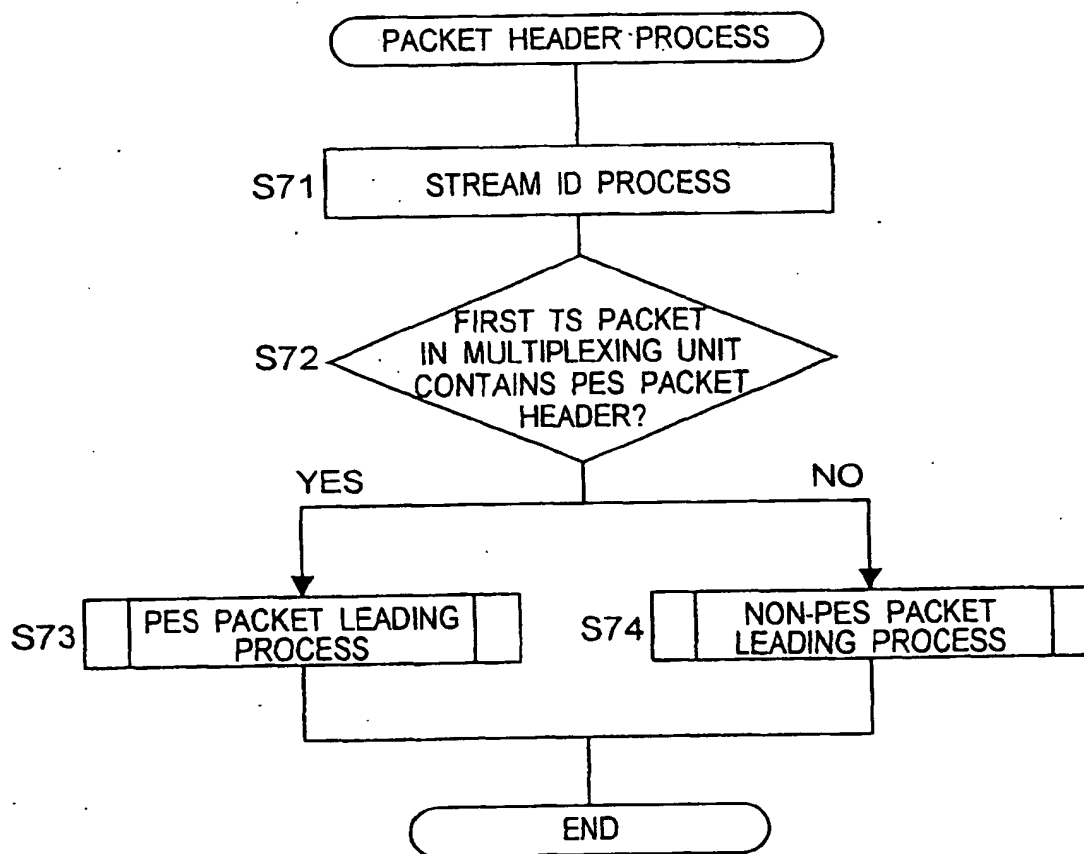 PACKET HEADER PROCESS
S71
STREAM ID PROCESS
S72
FIRST TS PACKET
IN MULTIPLEXING UNIT
CONTAINS PES PACKET
HEADER?
YES
NO
S73
PES PACKET LEADING
PROCESS
S74
NON-PES PACKET
LEADING PROCESS
END